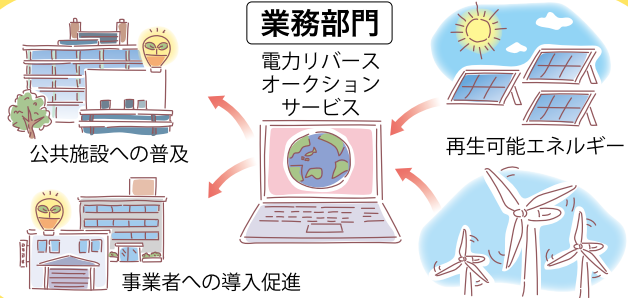 業務部門
電力リバース
オークション
サービス
公共施設への普及
再生可能エネルギー
事業者への導入促進